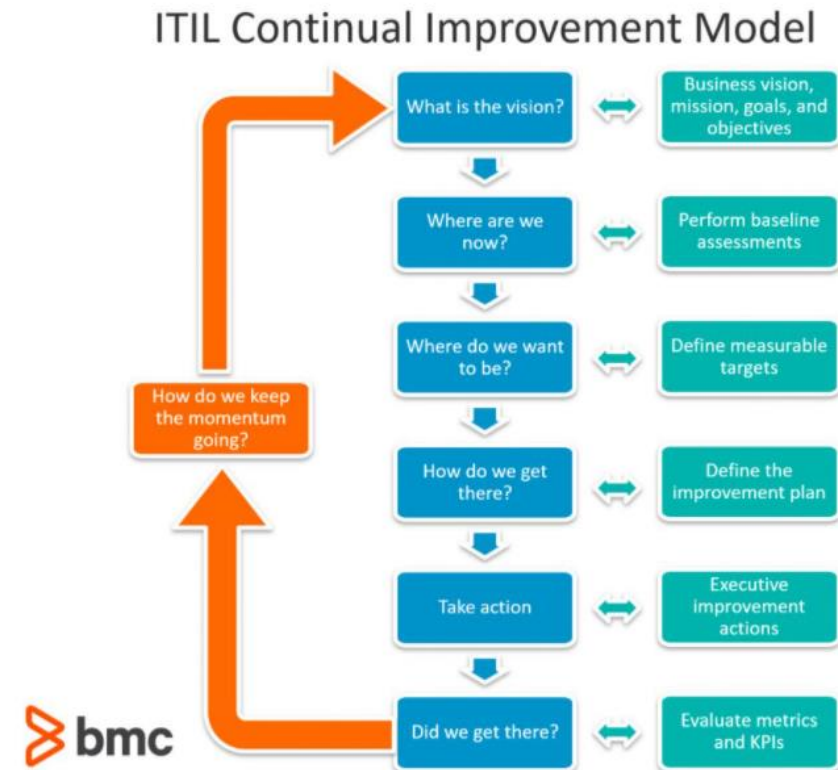 ITIL Continual Improvement Model
What is the vision?
Business vision,
mission, goals, and
objectives
Where are we
now?
Perform baseline
assessments
Where do we want
to be?
Define measurable
targets
How do we keep
the momentum
going?
How do we get
there?
Define the
improvement plan
Take action
Executive
improvement
actions
Did we get there?
Evaluate metrics
and KPIs
bmc